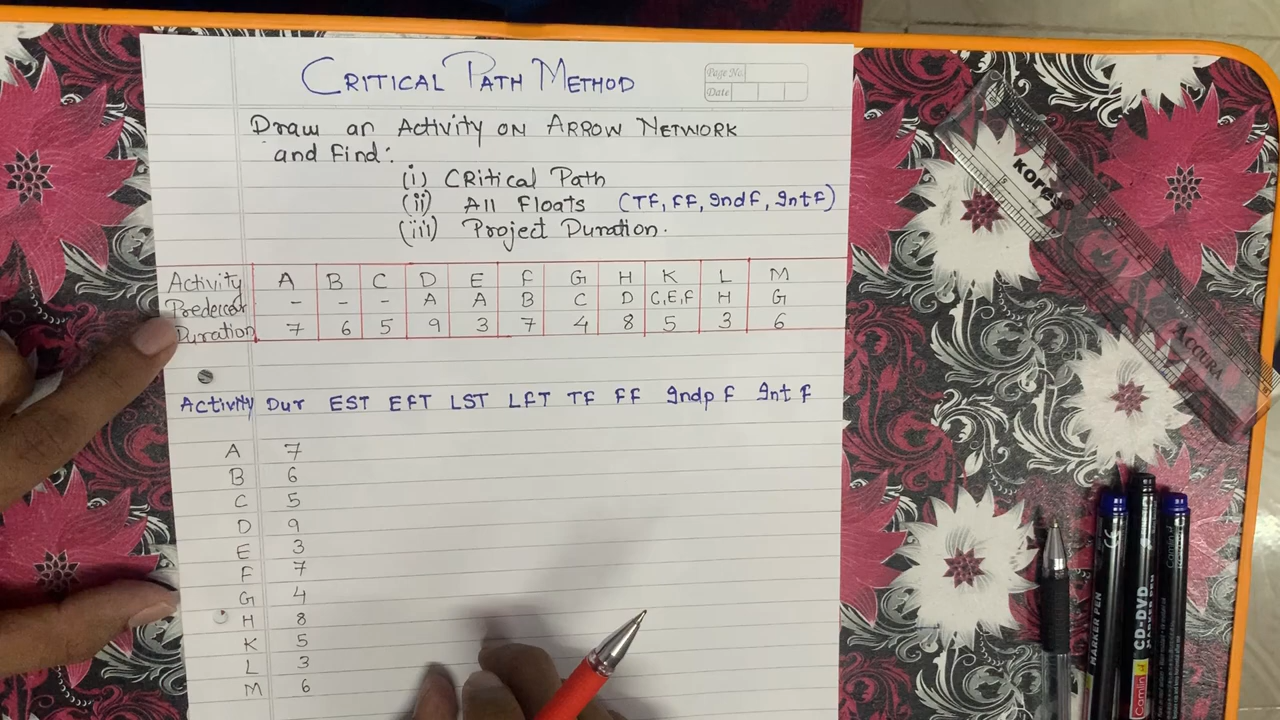 CRITICAL PATH METHOD
Page No.
Date
Draw an Activity on ARROW NETWORK
and Find:
(i) CRitical Path
(ii) All Floats (TF, FF, IndF, IntF)
(iii) Project Duration.
Activity A B C D E F G H K L M
Predecessor - - - A A B C D C,E,F H G
Duration 7 6 5 9 3 7 4 8 5 3 6
Activity Dur EST EFT LST LFT TF FF Indp F Int F
A 7
B 6
C 5
D 9
E 3
F 7
G 4
H 8
K 5
L 3
M 6
kores
ACCURA
MARKER PEN
CD-DVD
MARKER PEN
Camlin
Camlin